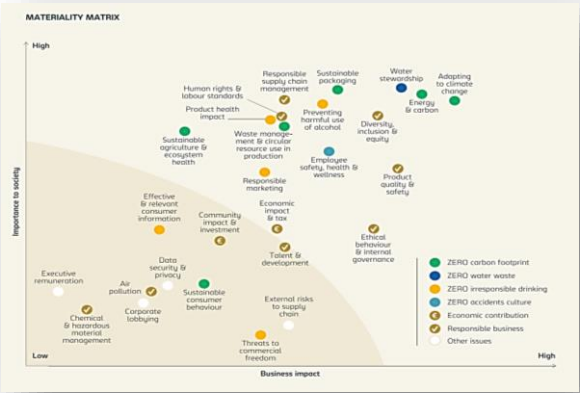 MATERIALITY MATRIX
High
Importance to society
Low
High
Business impact
Responsible
supply chain
management
Sustainable
packaging
Water
stewardship
Adapting
to climate
change
Human rights &
labour standards
Product health
impact
Energy
& carbon
Preventing
harmful use
of alcohol
Diversity,
inclusion &
equity
Sustainable
agriculture &
ecosystem
health
Waste manage-
ment & circular
resource use in
production
Employee
safety, health &
wellness
Responsible
marketing
Product
quality &
safety
Effective
& relevant
consumer
information
Community
impact &
investment
Economic
impact
& tax
€
Ethical
behaviour
& internal
governance
Talent &
development
Data
security &
privacy
Executive
remuneration
Air
pollution
Sustainable
consumer
behaviour
Corporate
lobbying
Chemical
& hazardous
material
management
External risks
to supply
chain
Threats to
commercial
freedom
ZERO carbon footprint
ZERO water waste
ZERO irresponsible drinking
ZERO accidents culture
€ Economic contribution
Responsible business
Other issues